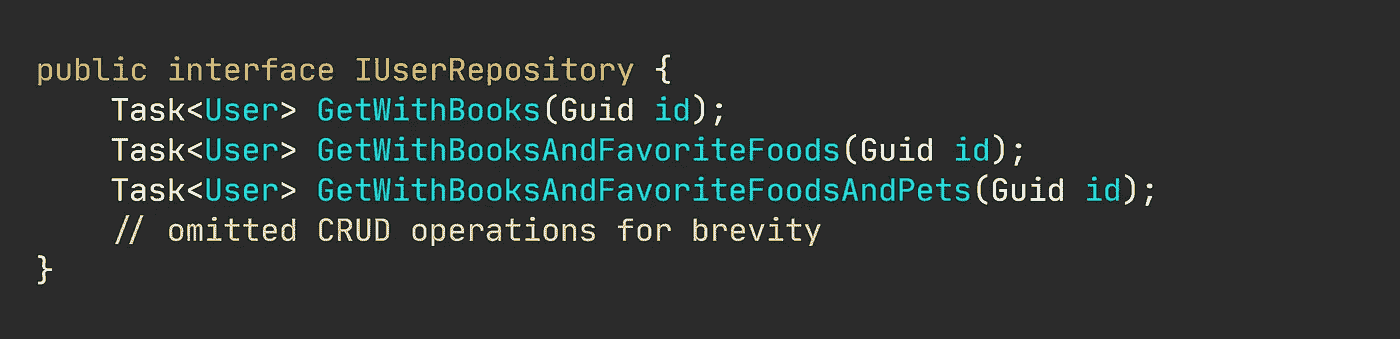 public interface IUserRepository {
    Task<User> GetWithBooks(Guid id);
    Task<User> GetWithBooksAndFavoriteFoods(Guid id);
    Task<User> GetWithBooksAndFavoriteFoodsAndPets(Guid id);
    // omitted CRUD operations for brevity
}